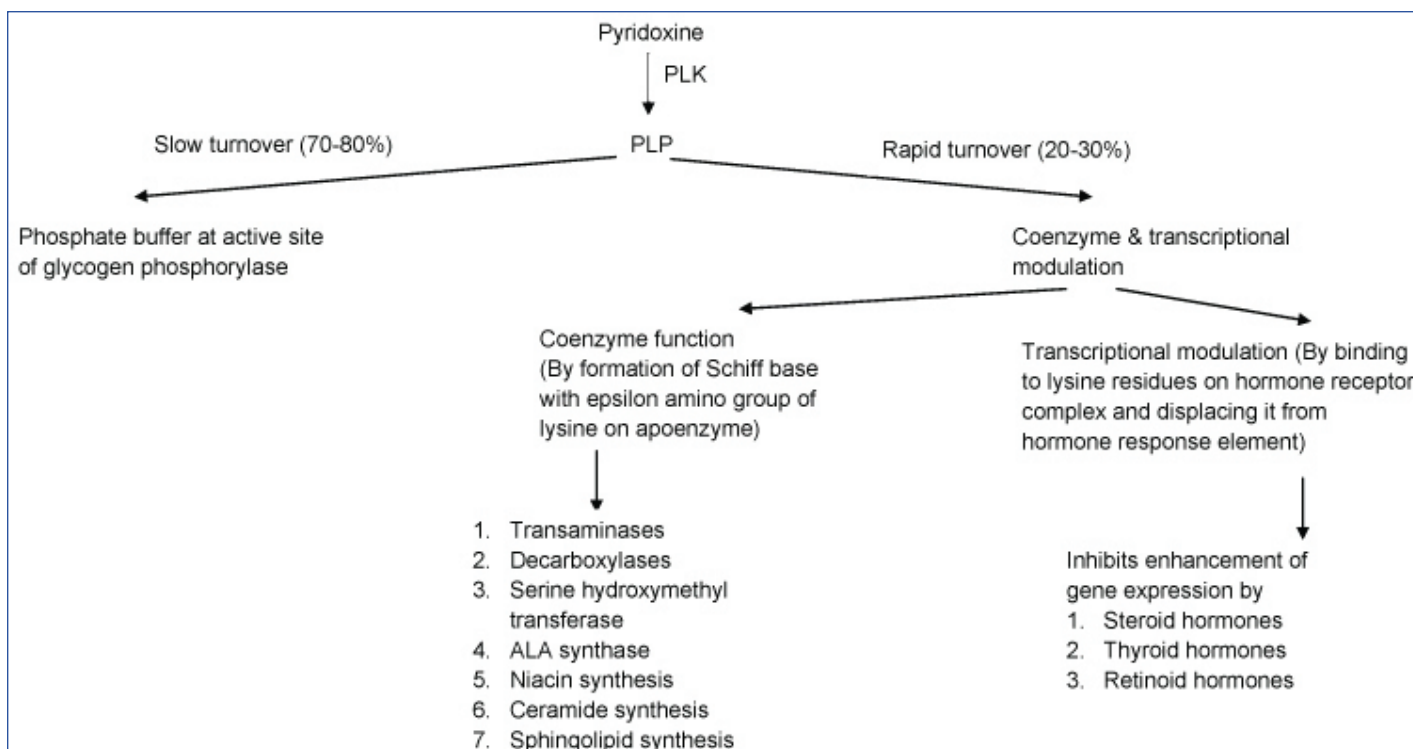 Pyridoxine
PLK
Slow turnover (70-80%)
PLP
Rapid turnover (20-30%)
Phosphate buffer at active site
of glycogen phosphorylase
Coenzyme & transcriptional
modulation
Coenzyme function
(By formation of Schiff base
with epsilon amino group of
lysine on apoenzyme)
Transcriptional modulation (By binding
to lysine residues on hormone receptor
complex and displacing it from
hormone response element)
1. Transaminases
2. Decarboxylases
3. Serine hydroxymethyl
transferase
4. ALA synthase
5. Niacin synthesis
6. Ceramide synthesis
7. Sphingolipid synthesis
Inhibits enhancement of
gene expression by
1. Steroid hormones
2. Thyroid hormones
3. Retinoid hormones